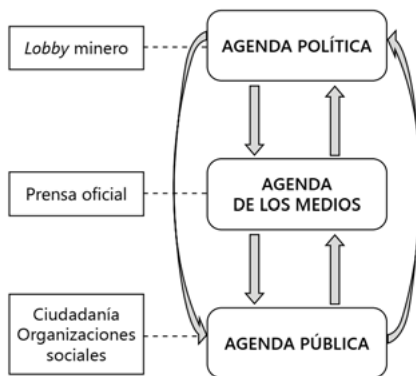 Lobby minero
AGENDA POLÍTICA
Prensa oficial
AGENDA
DE LOS MEDIOS
Ciudadanía
Organizaciones
sociales
AGENDA PÚBLICA